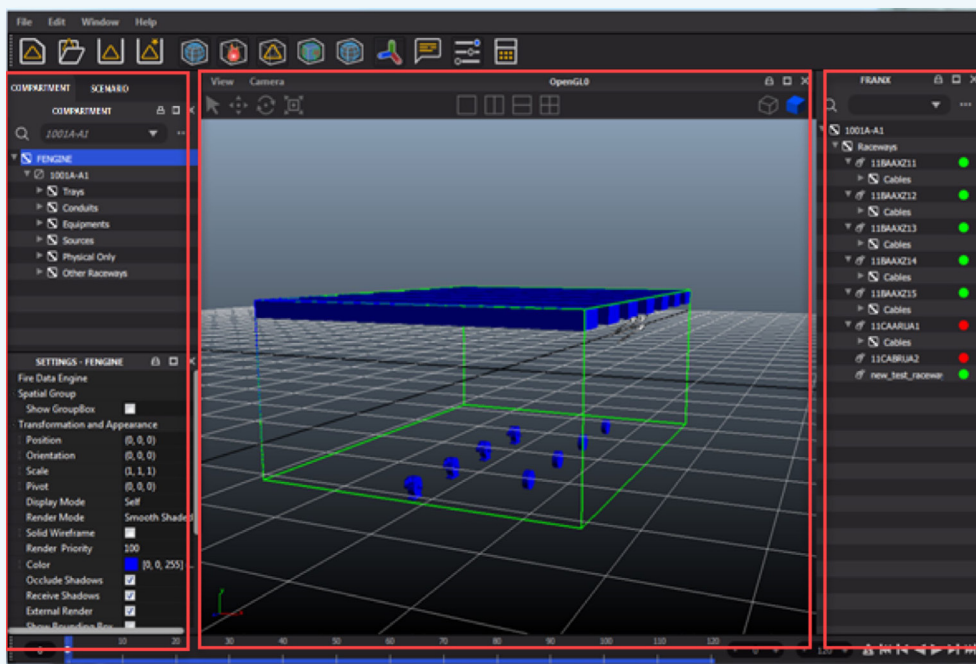 File Edit Window Help
COMPARTMENT SCENARIO
COMPARTMENT
1001A-A1
FENGINE
1001A-A1
Trays
Conduits
Equipments
Sources
Physical Only
Other Raceways
SETTINGS - FENGINE
Fire Data Engine
Spatial Group
Show GroupBox
Transformation and Appearance
Position (0, 0, 0)
Orientation (0, 0, 0)
Scale (1, 1, 1)
Pivot (0, 0, 0)
Display Mode Self
Render Mode Smooth Shaded
Solid Wireframe
Render Priority 100
Color [0, 0, 255]
Occlude Shadows
Receive Shadows
External Render
Show Bounding Box
View Camera OpenGL0
FRANX
1001A-A1
Raceways
11BAAXZ11
Cables
11BAAXZ12
Cables
11BAAXZ13
Cables
11BAAXZ14
Cables
11BAAXZ15
Cables
11CAARUA1
Cables
11CABRUA2
new_test_raceway
10 20 30 40 50 60 70 80 90 100 110 120
120